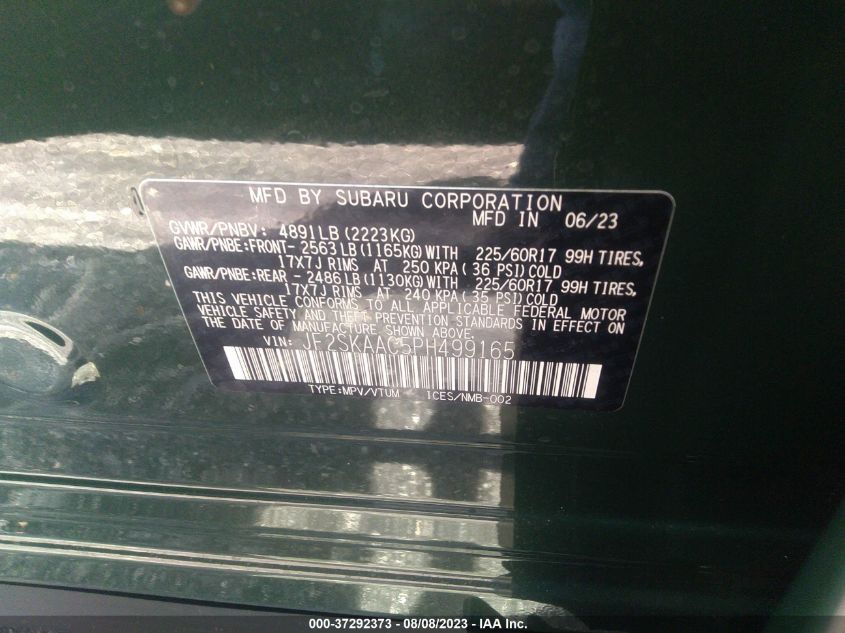 MFD BY SUBARU CORPORATION
MFD IN 06/23
GVWR/PNBV: 4891LB(2223KG)
GAWR/PNBE:FRONT- 2563LB(1165KG)WITH 225/60R17 99H TIRES,
17X7J RIMS AT 250 KPA(36 PSI)COLD
GAWR/PNBE:REAR - 2486LB(1130KG)WITH 225/60R17 99H TIRES,
17X7J RIMS AT 240 KPA(35 PSI)COLD
THIS VEHICLE CONFORMS TO ALL APPLICABLE FEDERAL MOTOR
VEHICLE SAFETY AND THEFT PREVENTION STANDARDS IN EFFECT ON
THE DATE OF MANUFACTURE SHOWN ABOVE.
VIN: JF2SKAAC5PH499165
TYPE:MPV/VTUM ICES/NMB-002
000-37292373 - 08/08/2023 - IAA Inc.